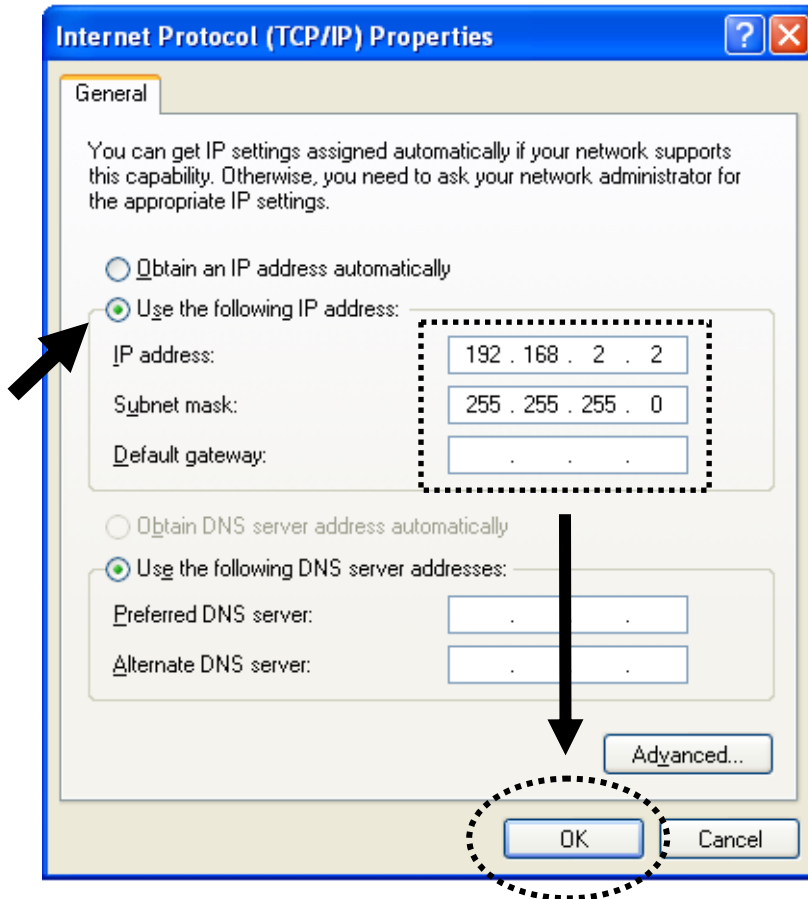 Internet Protocol (TCP/IP) Properties
General
You can get IP settings assigned automatically if your network supports
this capability. Otherwise, you need to ask your network administrator for
the appropriate IP settings.
Obtain an IP address automatically
Use the following IP address:
IP address: 192 . 168 . 2 . 2
Subnet mask: 255 . 255 . 255 . 0
Default gateway: . . .
Obtain DNS server address automatically
Use the following DNS server addresses:
Preferred DNS server: . .
Alternate DNS server: . .
Advanced...
OK Cancel